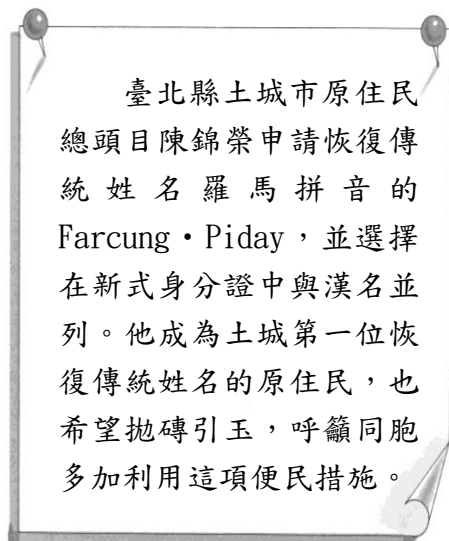 臺北縣土城市原住民
總頭目陳錦榮申請恢復傳
統姓名羅馬拼音的
Farcung‧Piday，並選擇
在新式身分證中與漢名並
列。他成為土城第一位恢
復傳統姓名的原住民，也
希望拋磚引玉，呼籲同胞
多加利用這項便民措施。